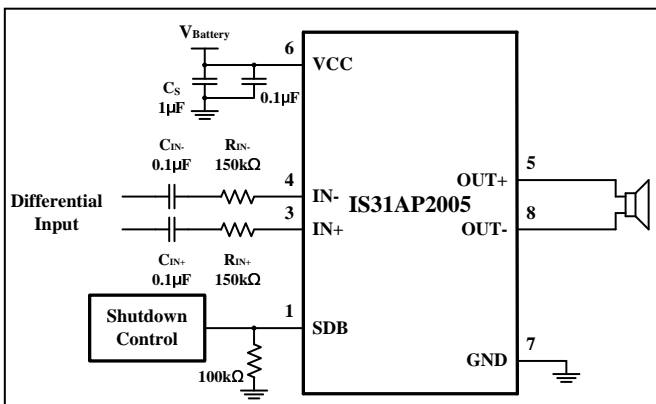 VBattery
6
VCC
CS
1μF
0.1μF
CIN-
0.1μF
RIN-
150kΩ
4
IN-
Differential
Input
3
IN+
CIN+
0.1μF
RIN+
150kΩ
IS31AP2005
OUT+
5
OUT-
8
Shutdown
Control
1
SDB
100kΩ
GND
7